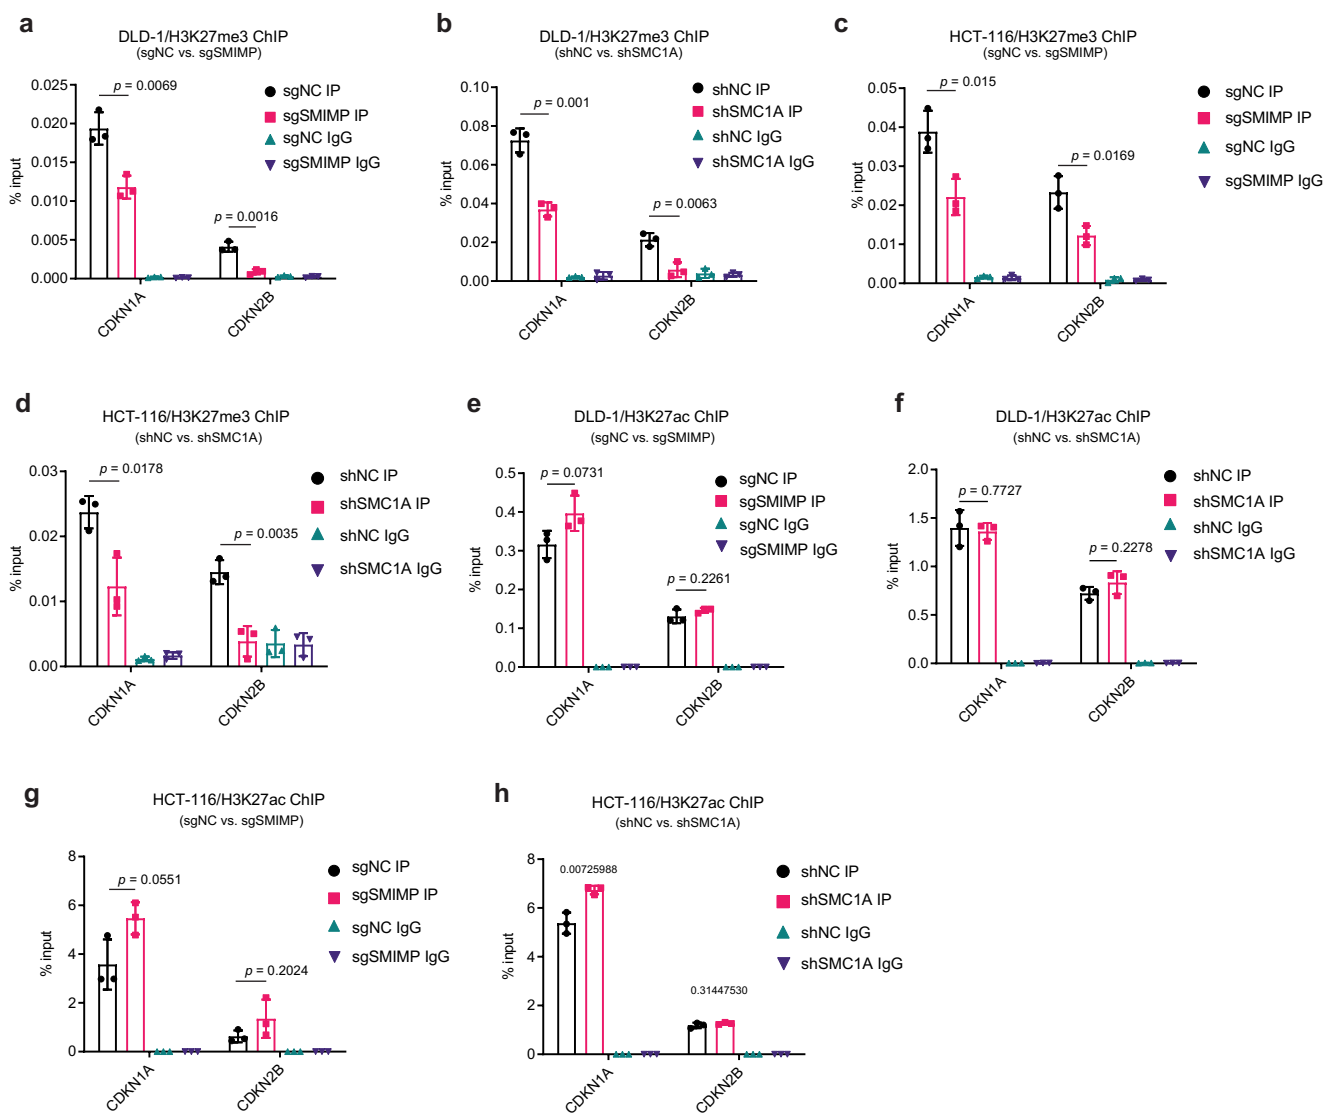 a
DLD-1/H3K27me3 ChIP
(sgNC vs. sgSMIMP)
% input
0.025
0.020
0.015
0.010
0.005
0.000
p = 0.0069
p = 0.0016
CDKN1A
CDKN2B
sgNC IP
sgSMIMP IP
sgNC IgG
sgSMIMP IgG
b
DLD-1/H3K27me3 ChIP
(shNC vs. shSMC1A)
% input
0.10
0.08
0.06
0.04
0.02
0.00
p = 0.001
p = 0.0063
CDKN1A
CDKN2B
shNC IP
shSMC1A IP
shNC IgG
shSMC1A IgG
c
HCT-116/H3K27me3 ChIP
(sgNC vs. sgSMIMP)
% input
0.05
0.04
0.03
0.02
0.01
0.00
p = 0.015
p = 0.0169
CDKN1A
CDKN2B
sgNC IP
sgSMIMP IP
sgNC IgG
sgSMIMP IgG
d
HCT-116/H3K27me3 ChIP
(shNC vs. shSMC1A)
% input
0.03
0.02
0.01
0.00
p = 0.0178
p = 0.0035
CDKN1A
CDKN2B
shNC IP
shSMC1A IP
shNC IgG
shSMC1A IgG
e
DLD-1/H3K27ac ChIP
(sgNC vs. sgSMIMP)
% input
0.5
0.4
0.3
0.2
0.1
0.0
p = 0.0731
p = 0.2261
CDKN1A
CDKN2B
sgNC IP
sgSMIMP IP
sgNC IgG
sgSMIMP IgG
f
DLD-1/H3K27ac ChIP
(shNC vs. shSMC1A)
% input
2.0
1.5
1.0
0.5
0.0
p = 0.7727
p = 0.2278
CDKN1A
CDKN2B
shNC IP
shSMC1A IP
shNC IgG
shSMC1A IgG
g
HCT-116/H3K27ac ChIP
(sgNC vs. sgSMIMP)
% input
8
6
4
2
0
p = 0.0551
p = 0.2024
CDKN1A
CDKN2B
sgNC IP
sgSMIMP IP
sgNC IgG
sgSMIMP IgG
h
HCT-116/H3K27ac ChIP
(shNC vs. shSMC1A)
% input
8
6
4
2
0
0.00725988
0.31447530
CDKN1A
CDKN2B
shNC IP
shSMC1A IP
shNC IgG
shSMC1A IgG